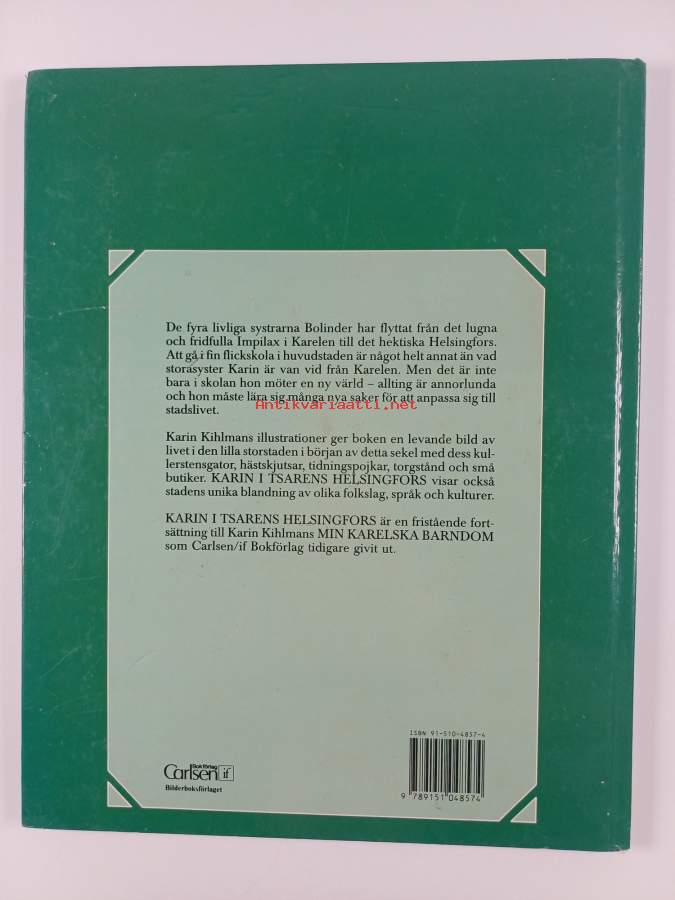 De fyra livliga systrarna Bolinder har flyttat från det lugna
och fridfulla Impilax i Karelen till det hektiska Helsingfors.
Att gå i fin flickskola i huvudstaden är något helt annat än vad
storasyster Karin är van vid från Karelen. Men det är inte
bara i skolan hon möter en ny värld – allting är annorlunda
och hon måste lära sig många nya saker för att anpassa sig till
stadslivet.
Antikvariaatti.net
Karin Kihlmans illustrationer ger boken en levande bild av
livet i den lilla storstaden i början av detta sekel med dess kul-
lerstensgator, hästskjutsar, tidningspojkar, torgstånd och små
butiker. KARIN I TSARENS HELSINGFORS visar också
stadens unika blandning av olika folkslag, språk och kulturer.
KARIN I TSARENS HELSINGFORS är en fristående fort-
sättning till Karin Kihlmans MIN KARELSKA BARNDOM
som Carlsen/if Bokförlag tidigare givit ut.
ISBN 91-510-4857-4
9 789151 048574
Bokförlag
Carlsen if
Bilderboksförlaget